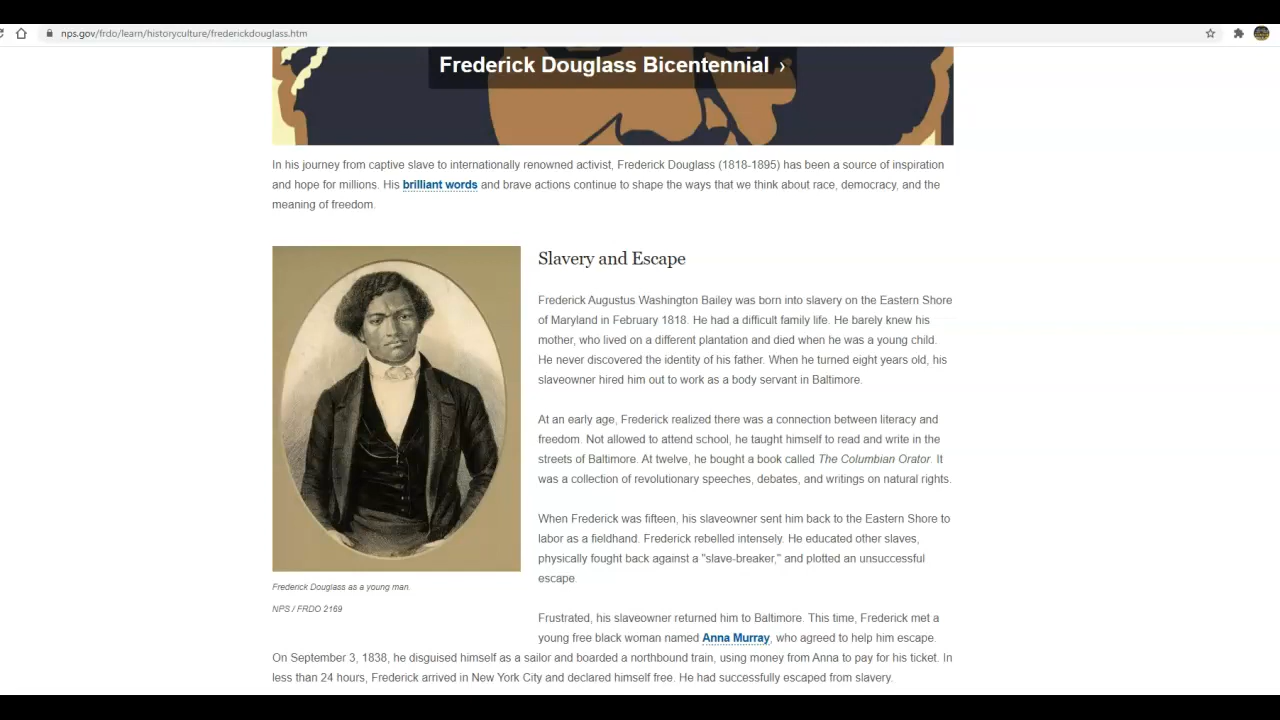 nps.gov/frdo/learn/historyculture/frederickdouglass.htm
Frederick Douglass Bicentennial ›
In his journey from captive slave to internationally renowned activist, Frederick Douglass (1818-1895) has been a source of inspiration
and hope for millions. His brilliant words and brave actions continue to shape the ways that we think about race, democracy, and the
meaning of freedom.
Slavery and Escape
Frederick Augustus Washington Bailey was born into slavery on the Eastern Shore
of Maryland in February 1818. He had a difficult family life. He barely knew his
mother, who lived on a different plantation and died when he was a young child.
He never discovered the identity of his father. When he turned eight years old, his
slaveowner hired him out to work as a body servant in Baltimore.
At an early age, Frederick realized there was a connection between literacy and
freedom. Not allowed to attend school, he taught himself to read and write in the
streets of Baltimore. At twelve, he bought a book called The Columbian Orator. It
was a collection of revolutionary speeches, debates, and writings on natural rights.
When Frederick was fifteen, his slaveowner sent him back to the Eastern Shore to
labor as a fieldhand. Frederick rebelled intensely. He educated other slaves,
physically fought back against a "slave-breaker," and plotted an unsuccessful
escape.
Frederick Douglass as a young man.
NPS / FRDO 2169
Frustrated, his slaveowner returned him to Baltimore. This time, Frederick met a
young free black woman named Anna Murray, who agreed to help him escape.
On September 3, 1838, he disguised himself as a sailor and boarded a northbound train, using money from Anna to pay for his ticket. In
less than 24 hours, Frederick arrived in New York City and declared himself free. He had successfully escaped from slavery.